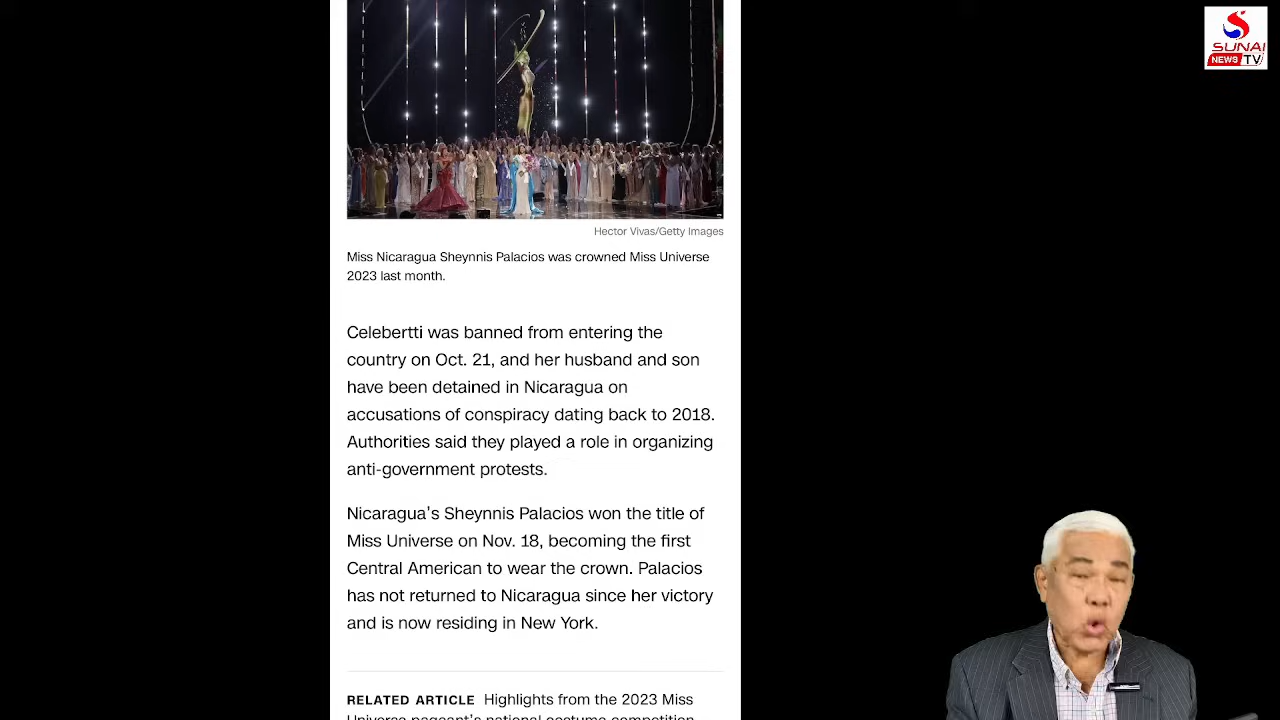 SUNAI
NEWS TV
Hector Vivas/Getty Images
Miss Nicaragua Sheynnis Palacios was crowned Miss Universe
2023 last month.
Celebertti was banned from entering the
country on Oct. 21, and her husband and son
have been detained in Nicaragua on
accusations of conspiracy dating back to 2018.
Authorities said they played a role in organizing
anti-government protests.
Nicaragua's Sheynnis Palacios won the title of
Miss Universe on Nov. 18, becoming the first
Central American to wear the crown. Palacios
has not returned to Nicaragua since her victory
and is now residing in New York.
RELATED ARTICLE Highlights from the 2023 Miss
Universe pageant's national costume competition